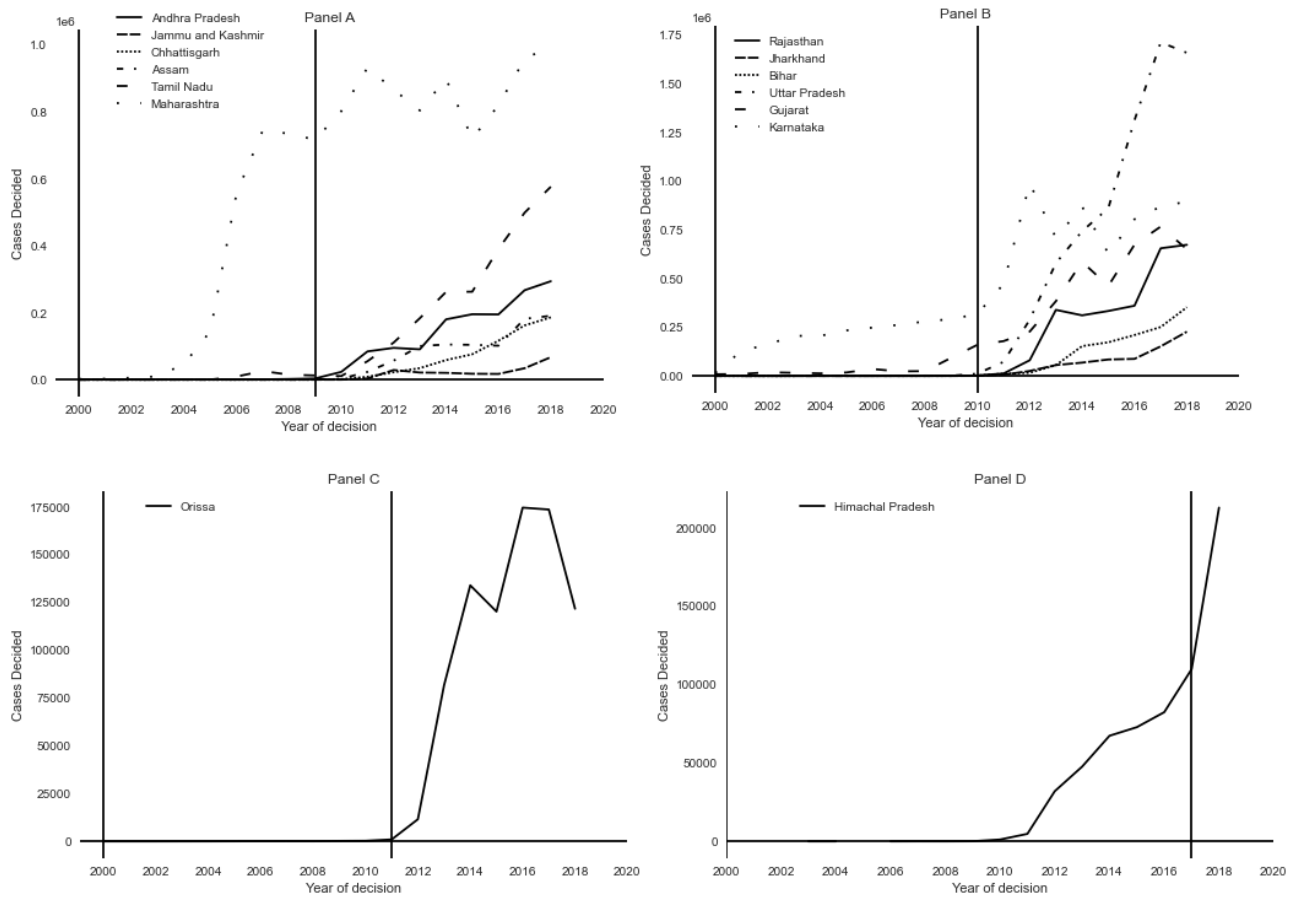 Panel A
1e6
Andhra Pradesh
Jammu and Kashmir
Chhattisgarh
Assam
Tamil Nadu
Maharashtra
1.0
0.8
0.6
0.4
0.2
0.0
Cases Decided
2000 2002 2004 2006 2008 2010 2012 2014 2016 2018 2020
Year of decision
Panel B
1e6
Rajasthan
Jharkhand
Bihar
Uttar Pradesh
Gujarat
Karnataka
1.75
1.50
1.25
1.00
0.75
0.50
0.25
0.00
Cases Decided
2000 2002 2004 2006 2008 2010 2012 2014 2016 2018 2020
Year of decision
Panel C
Orissa
175000
150000
125000
100000
75000
50000
25000
0
Cases Decided
2000 2002 2004 2006 2008 2010 2012 2014 2016 2018 2020
Year of decision
Panel D
Himachal Pradesh
200000
150000
100000
50000
0
Cases Decided
2000 2002 2004 2006 2008 2010 2012 2014 2016 2018 2020
Year of decision